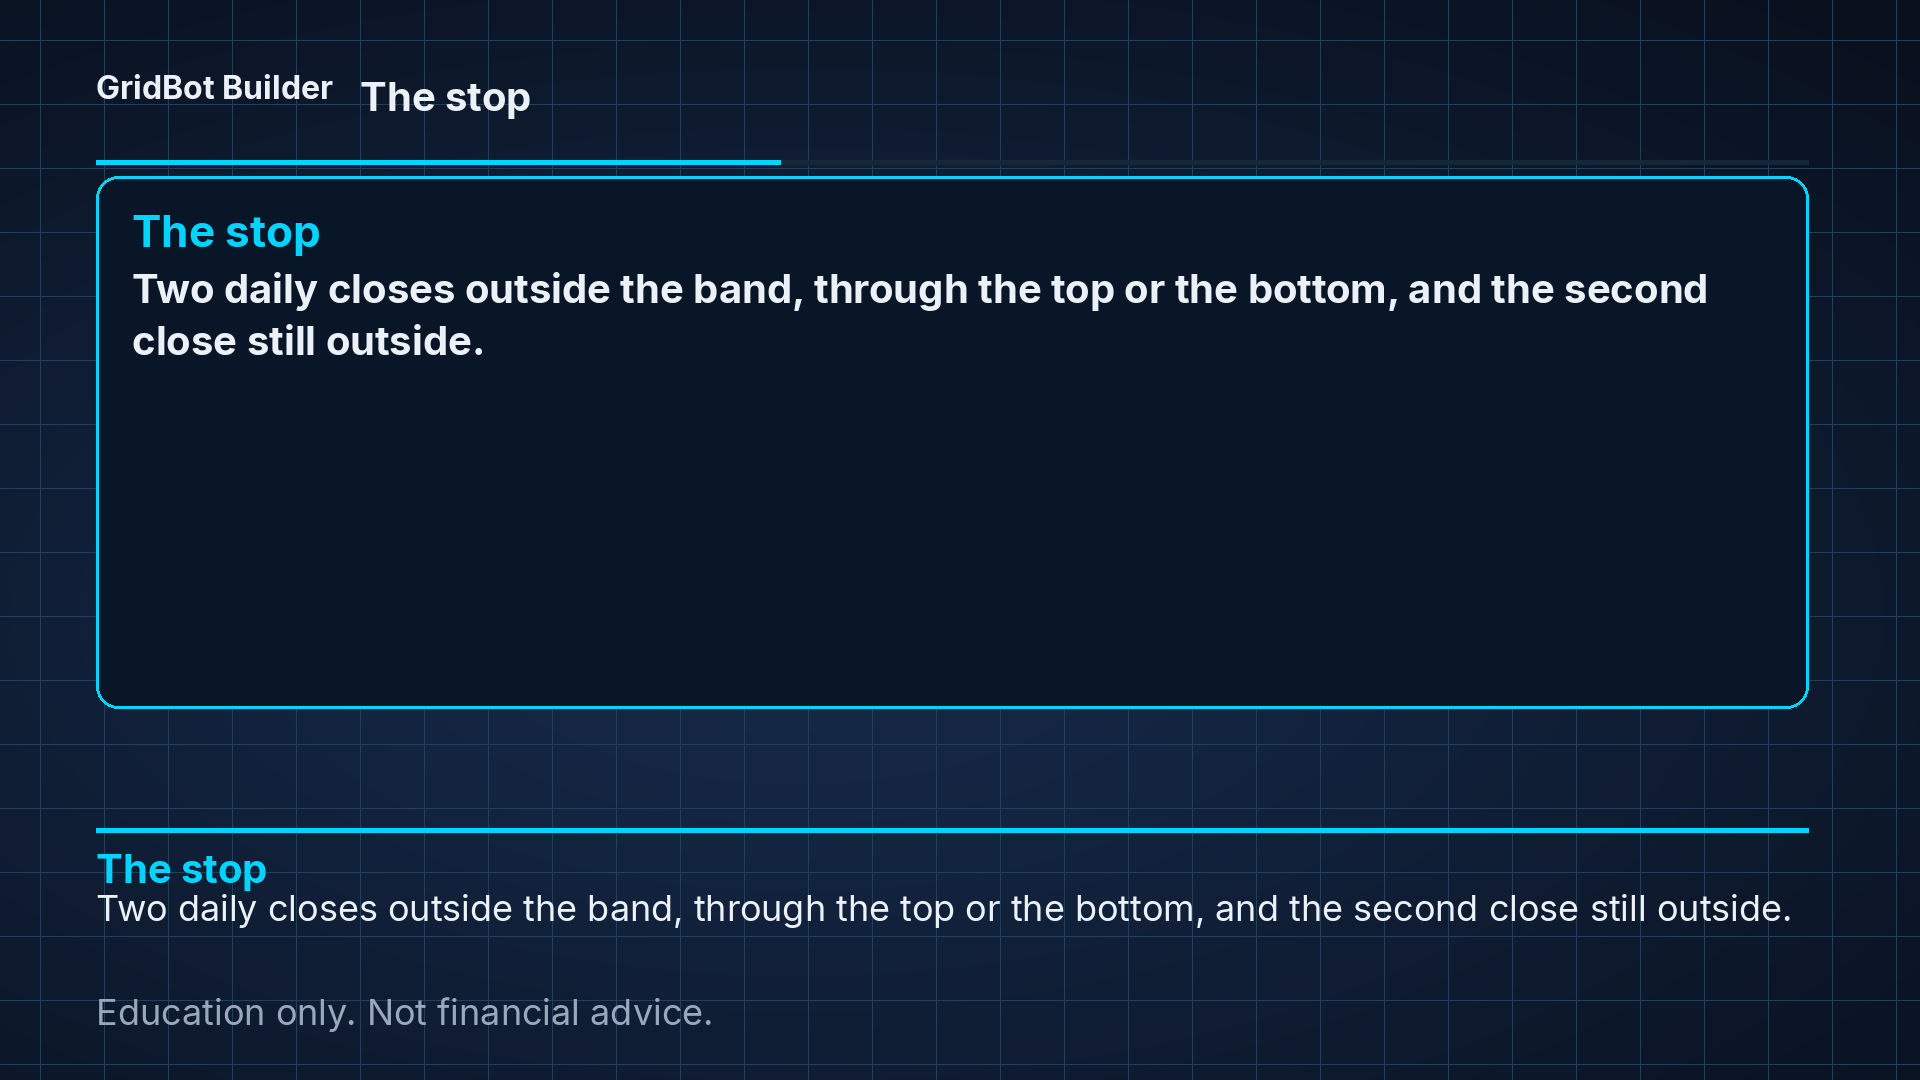 GridBot Builder The stop
The stop
Two daily closes outside the band, through the top or the bottom, and the second
close still outside.
The stop
Two daily closes outside the band, through the top or the bottom, and the second close still outside.
Education only. Not financial advice.